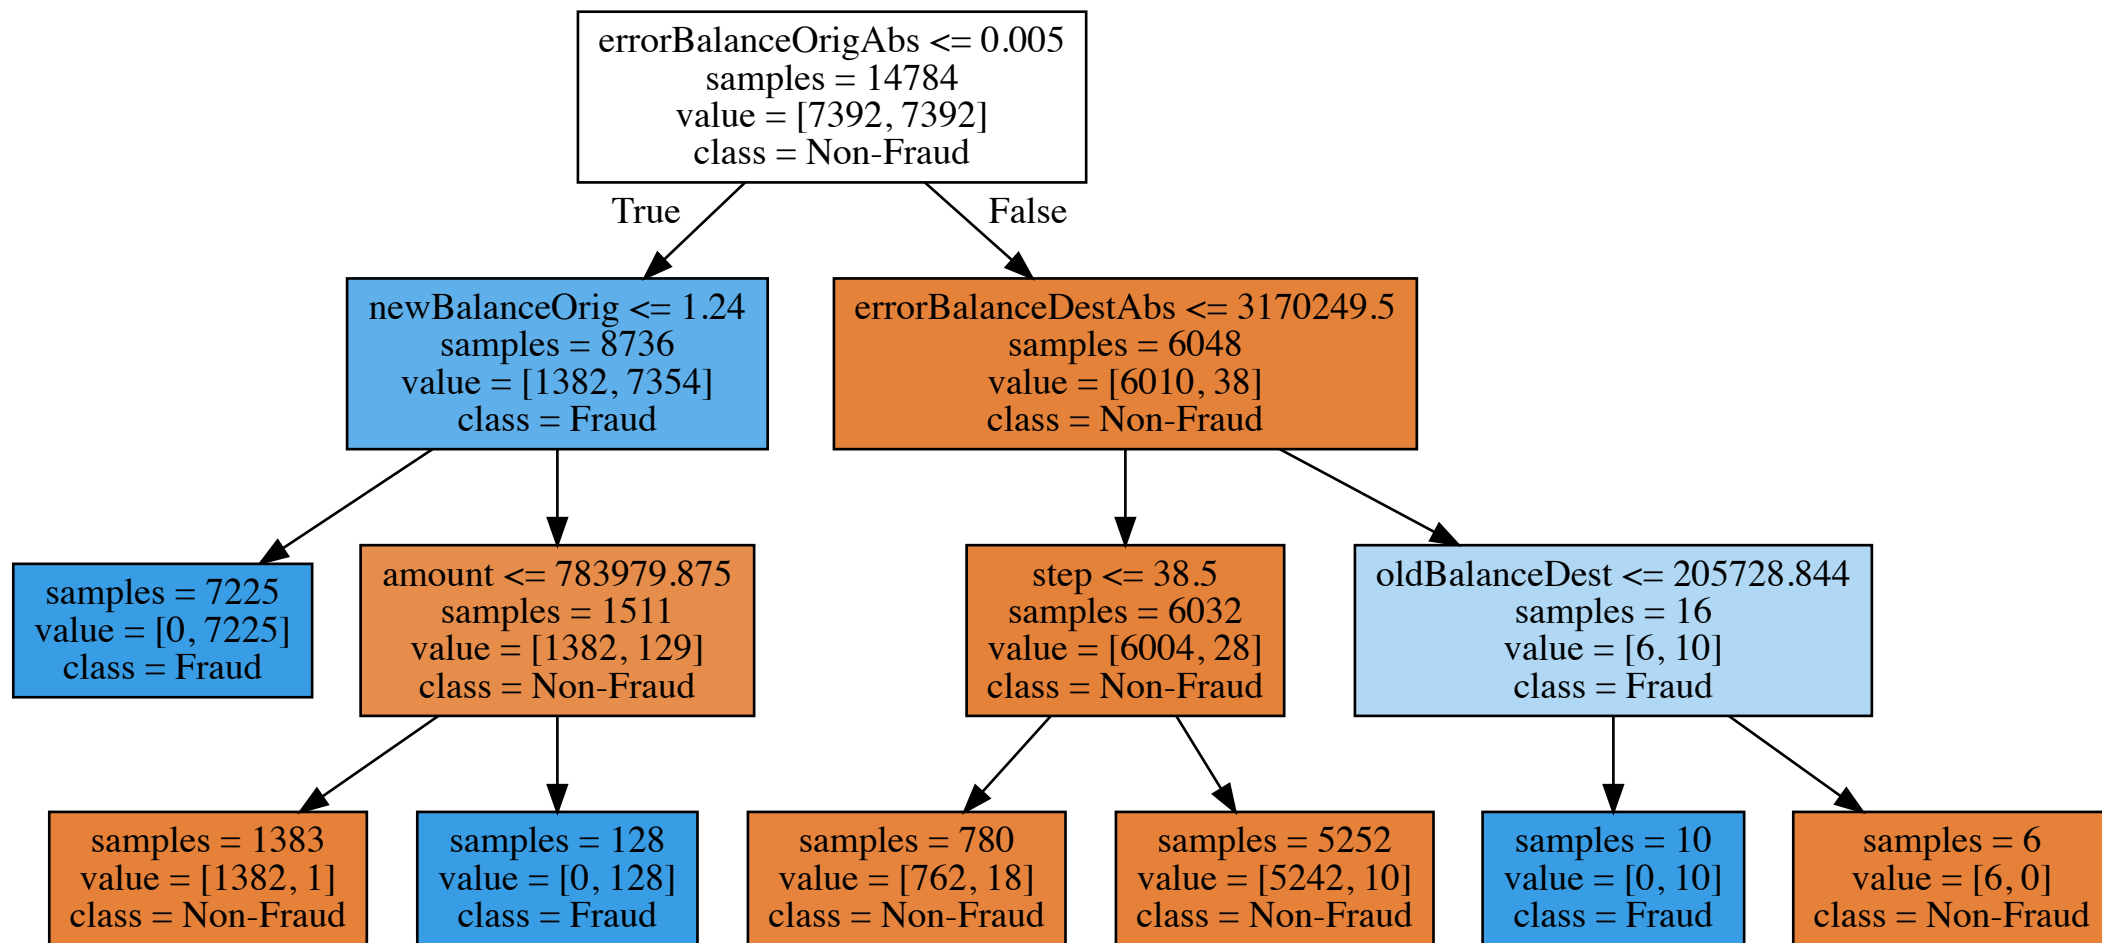 errorBalanceOrigAbs <= 0.005
samples = 14784
value = [7392, 7392]
class = Non-Fraud
True
False
newBalanceOrig <= 1.24
samples = 8736
value = [1382, 7354]
class = Fraud
errorBalanceDestAbs <= 3170249.5
samples = 6048
value = [6010, 38]
class = Non-Fraud
samples = 7225
value = [0, 7225]
class = Fraud
amount <= 783979.875
samples = 1511
value = [1382, 129]
class = Non-Fraud
step <= 38.5
samples = 6032
value = [6004, 28]
class = Non-Fraud
oldBalanceDest <= 205728.844
samples = 16
value = [6, 10]
class = Fraud
samples = 1383
value = [1382, 1]
class = Non-Fraud
samples = 128
value = [0, 128]
class = Fraud
samples = 780
value = [762, 18]
class = Non-Fraud
samples = 5252
value = [5242, 10]
class = Non-Fraud
samples = 10
value = [0, 10]
class = Fraud
samples = 6
value = [6, 0]
class = Non-Fraud